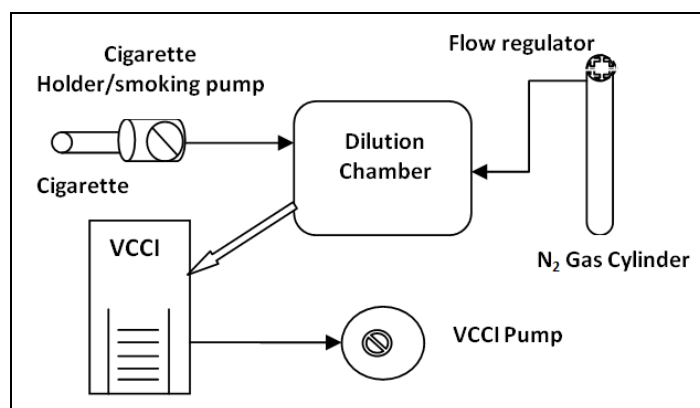 Cigarette
Holder/smoking pump
Flow regulator
Dilution
Chamber
Cigarette
VCCI
N₂ Gas Cylinder
VCCI Pump